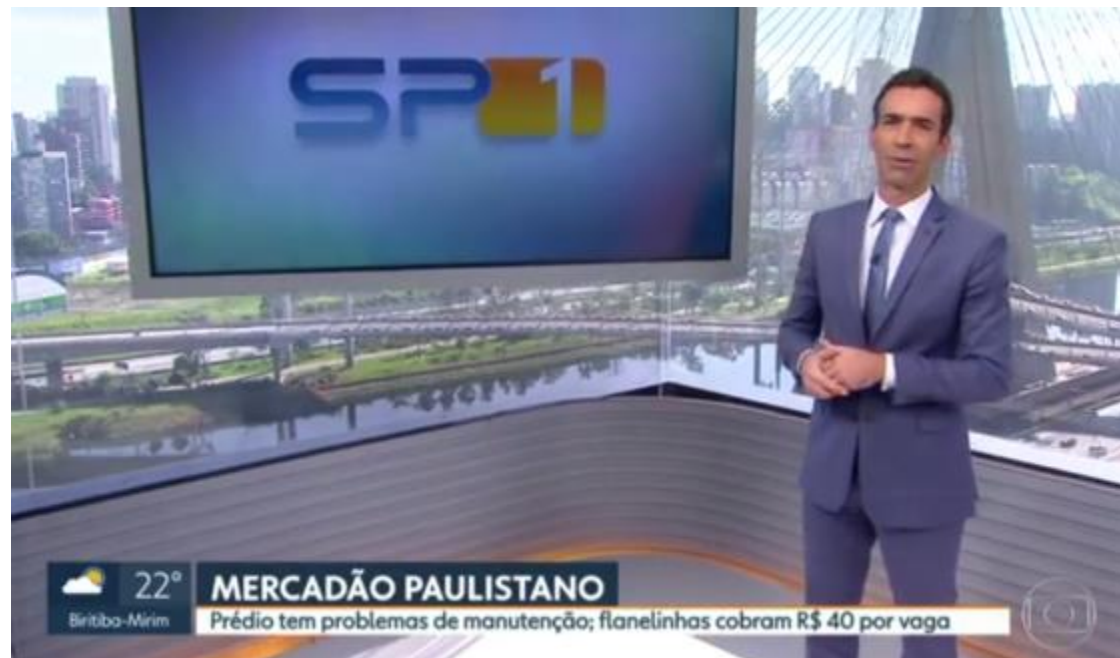 SP1
22°
Biritiba-Mirim
MERCADÃO PAULISTANO
Prédio tem problemas de manutenção; flanelinhas cobram R$ 40 por vaga